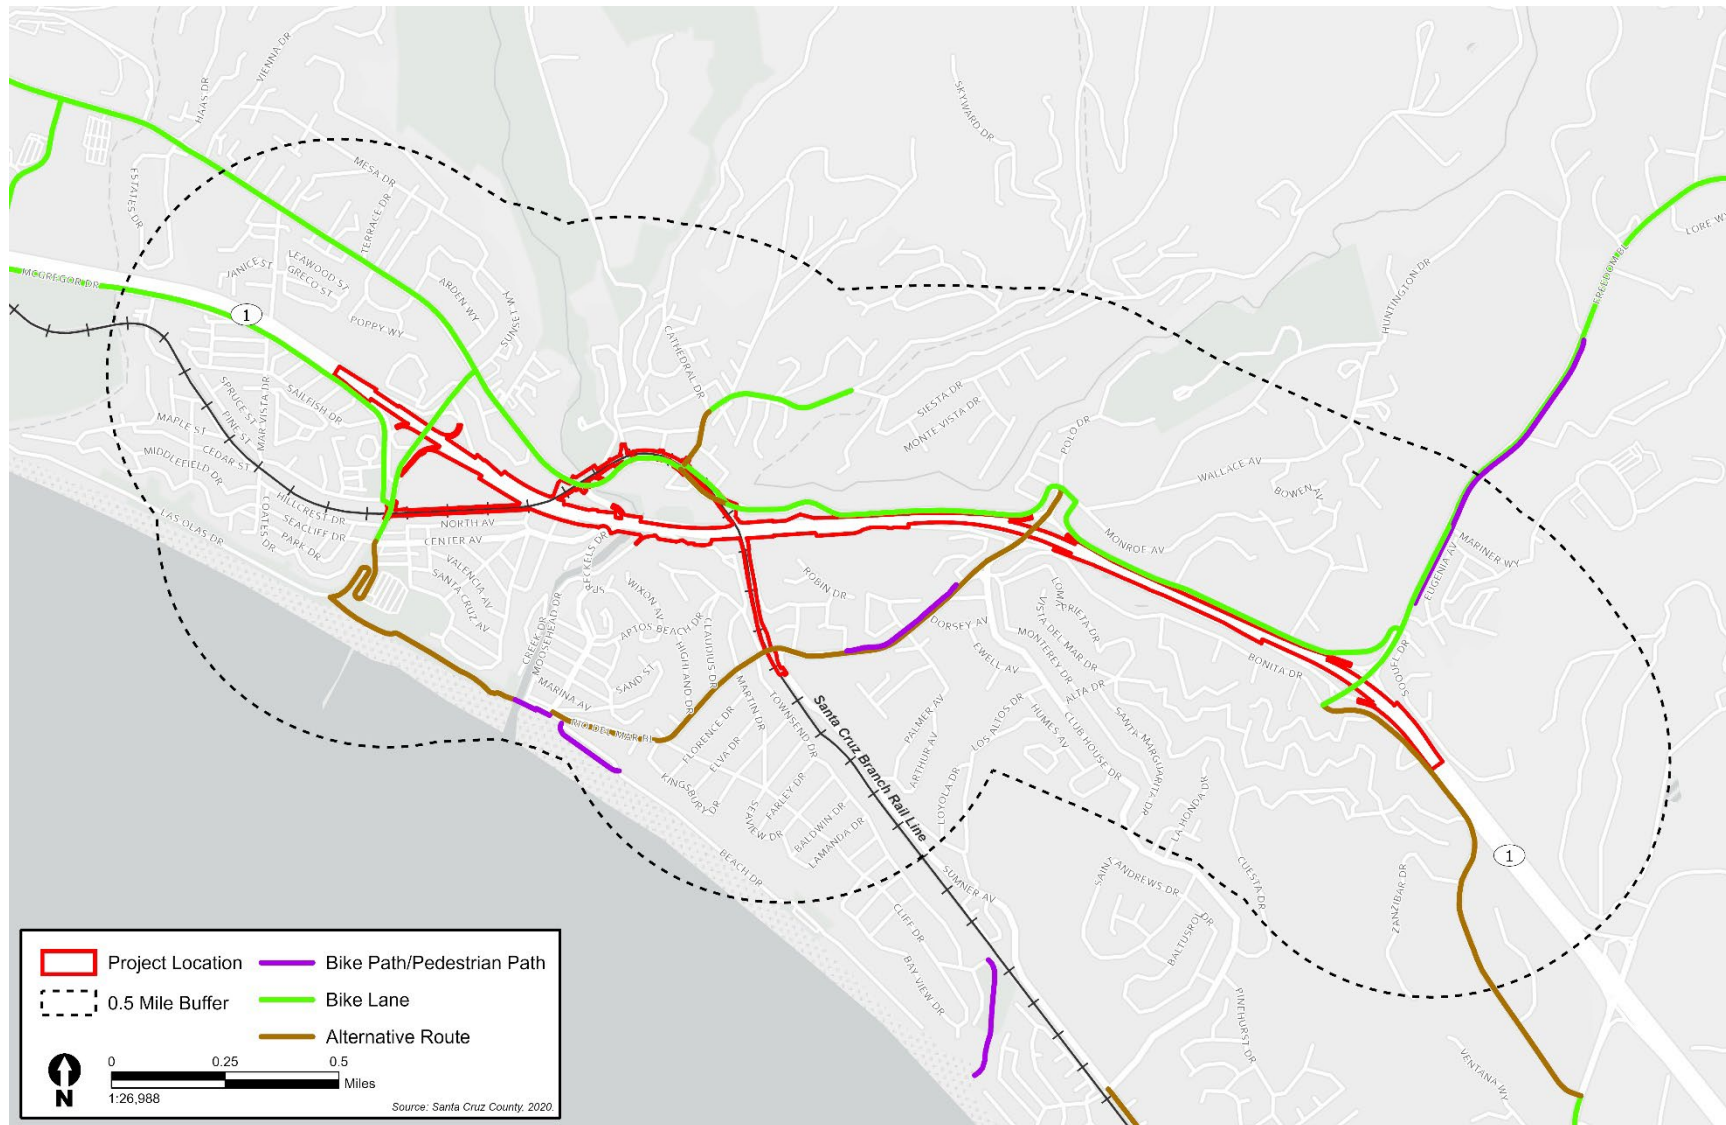 VIENNA DR
HAAS DR
SKYWARD DR
MESA DR
ESTATES DR
TERRACE DR
LORE WY
FREEDOM BL
HUNTINGTON DR
MCGREGOR DR
JANICE ST
LEAWOOD ST
GRECO ST
ARDEN WY
SUNSET WY
1
POPPY WY
CATHEDRAL DR
SIESTA DR
MONTE VISTA DR
POLO DR
SPRUCE ST
PINE ST
MAR VISTA DR
SAILFISH DR
MAPLE ST
CEDAR ST
MIDDLEFIELD DR
WALLACE AV
BOWEN AV
LAS OLAS DR
COATES DR
HILLCREST DR
SEACLIFF DR
PARK DR
NORTH AV
CENTER AV
MONROE AV
MARINER WY
EUGENIA AV
VALENCIA AV
SANTA CRUZ AV
SPRECKELS DR
WIXON AV
APTOS BEACH DR
ROBIN DR
DORSEY AV
LOMA
VISTA DEL MAR DR
MONTEREY DR
EWELL AV
CREEK DR
MOOSEHEAD DR
SAND ST
MARINA AV
HIGHLAND DR
CLAUDIUS DR
MARTIN DR
TOWNSEND DR
ALTA DR
BONITA DR
RIO DEL MAR BL
FLORENCE DR
ELVA DR
KINGSBURY DR
SEAVIEW DR
FARLEY DR
BALDWIN DR
LAMANDA DR
PALMER AV
ARTHUR AV
LOS ALTOS DR
HUMES AV
CLUB HOUSE DR
SANTA MARGUARITA DR
LA HONDA DR
LOYOLA DR
Santa Cruz Branch Rail Line
BEACH DR
SUMNER AV
CLIFF DR
BAY VIEW DR
SAINT ANDREWS DR
BALTUSROL DR
CUESTA DR
ZANZIBAR DR
1
PINEHURST DR
VENTANA WY
Project Location
0.5 Mile Buffer
Bike Path/Pedestrian Path
Bike Lane
Alternative Route
N
0 0.25 0.5
Miles
1:26,988
Source: Santa Cruz County. 2020.